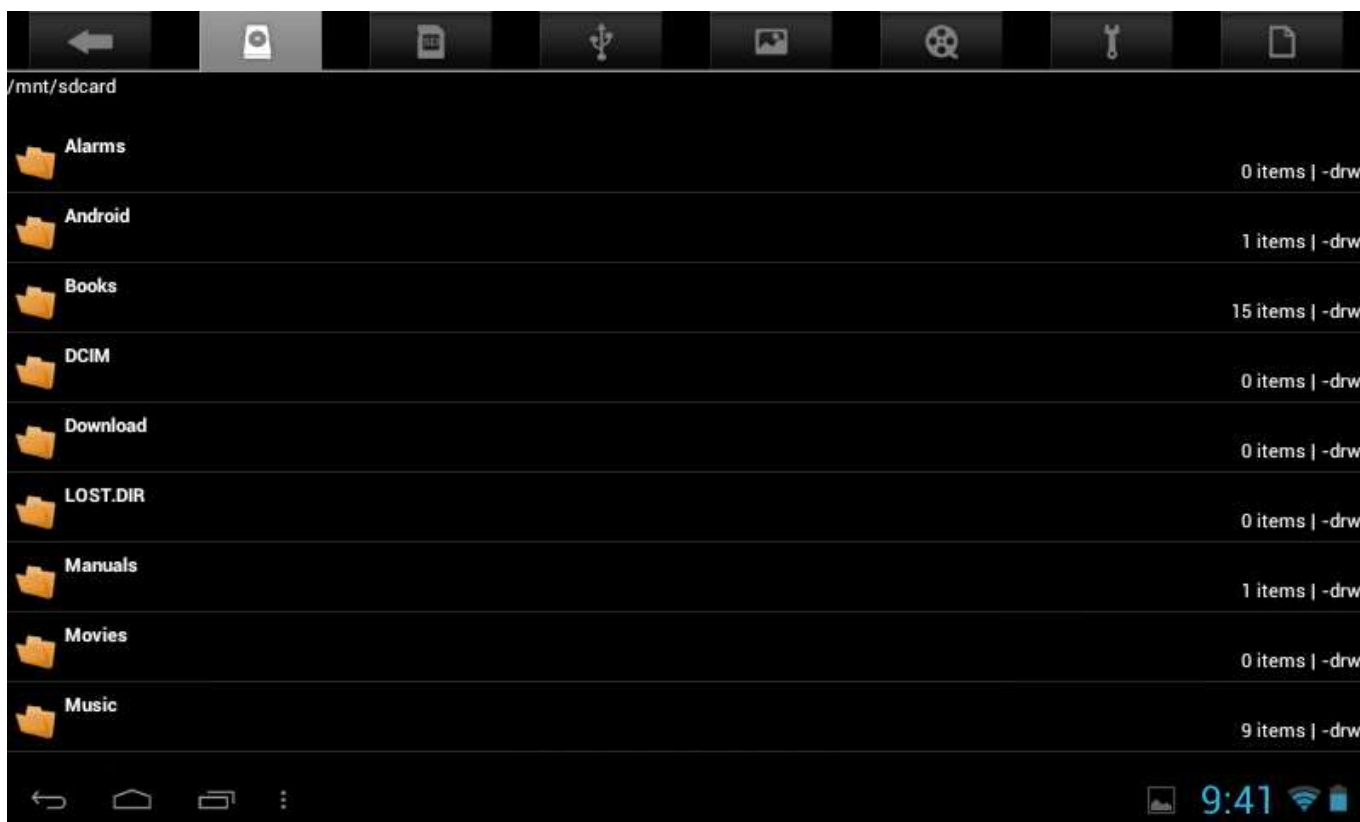 /mnt/sdcard
Alarms
0 items | -drw
Android
1 items | -drw
Books
15 items | -drw
DCIM
0 items | -drw
Download
0 items | -drw
LOST.DIR
0 items | -drw
Manuals
1 items | -drw
Movies
0 items | -drw
Music
9 items | -drw
9:41